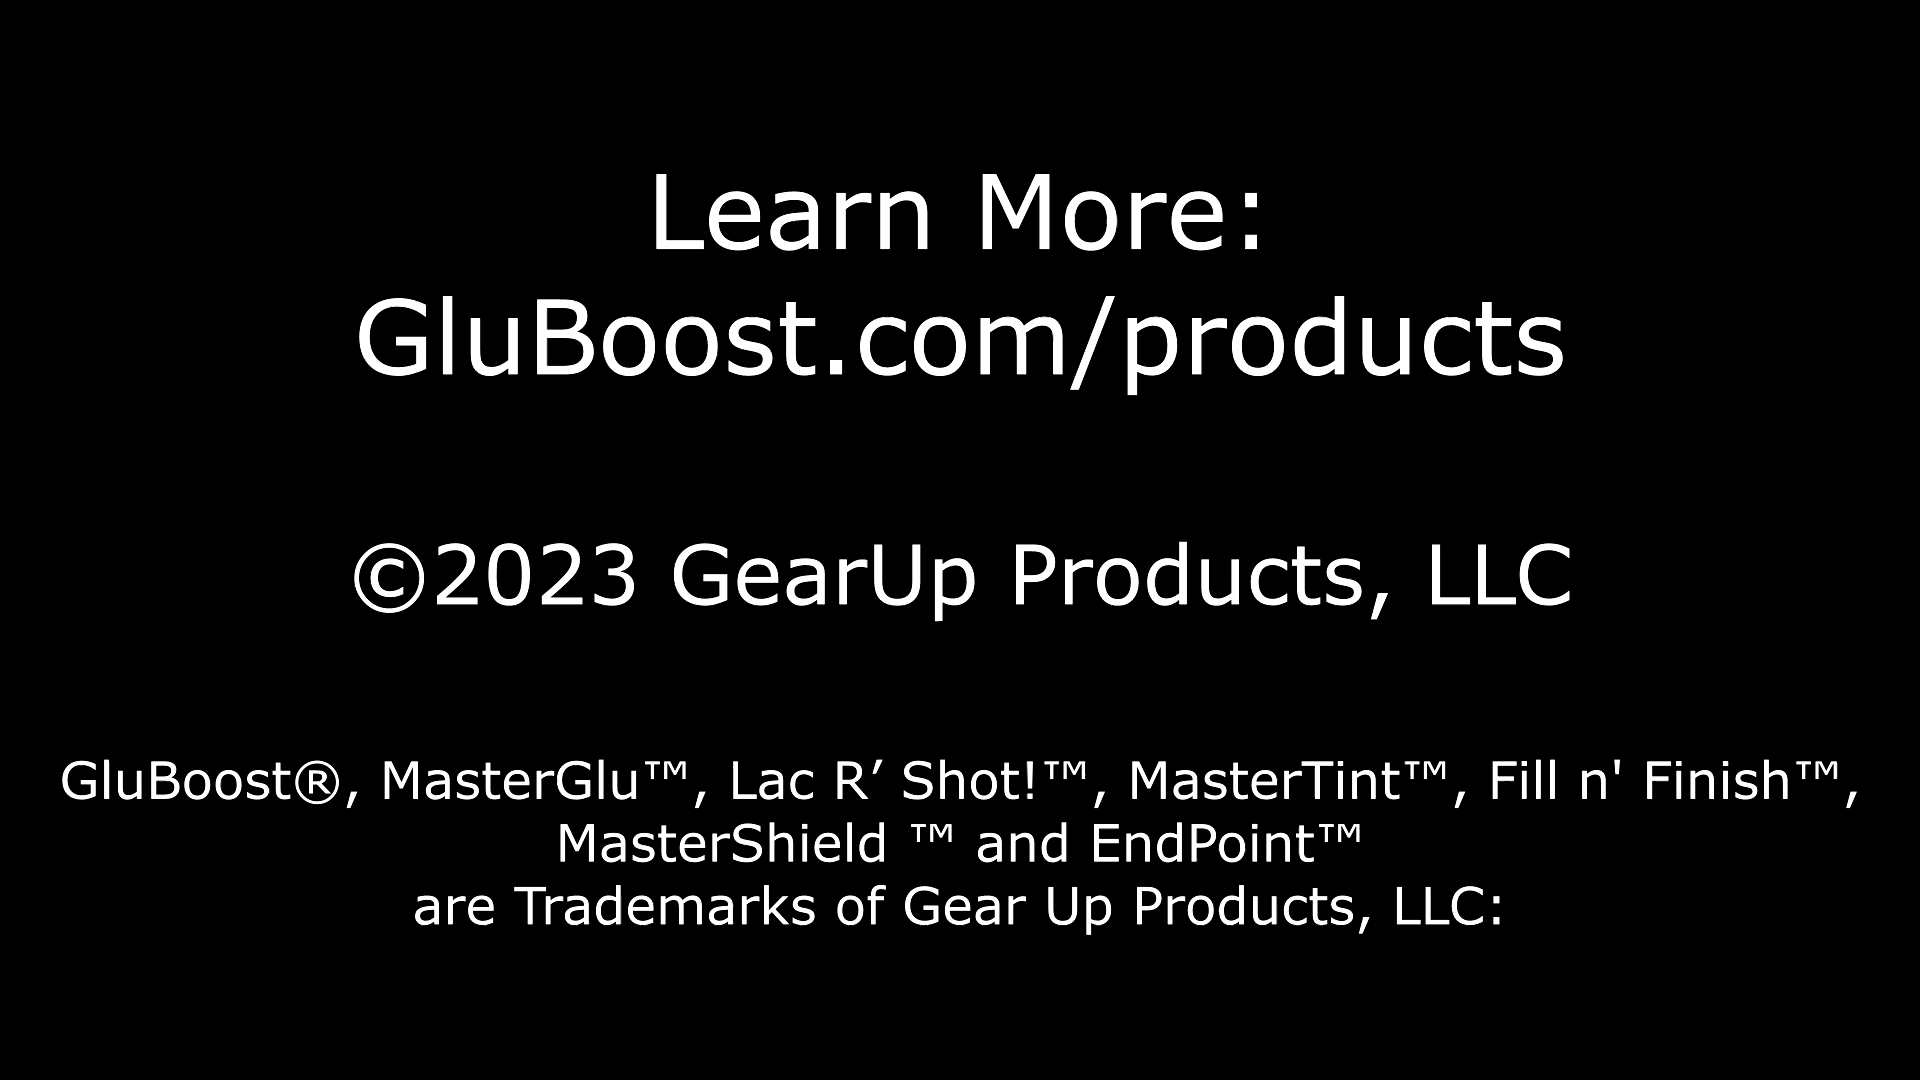 Learn More:
GluBoost.com/products
©2023 GearUp Products, LLC
GluBoost®, MasterGlu™, Lac R’ Shot!™, MasterTint™, Fill n' Finish™,
MasterShield ™ and EndPoint™
are Trademarks of Gear Up Products, LLC: